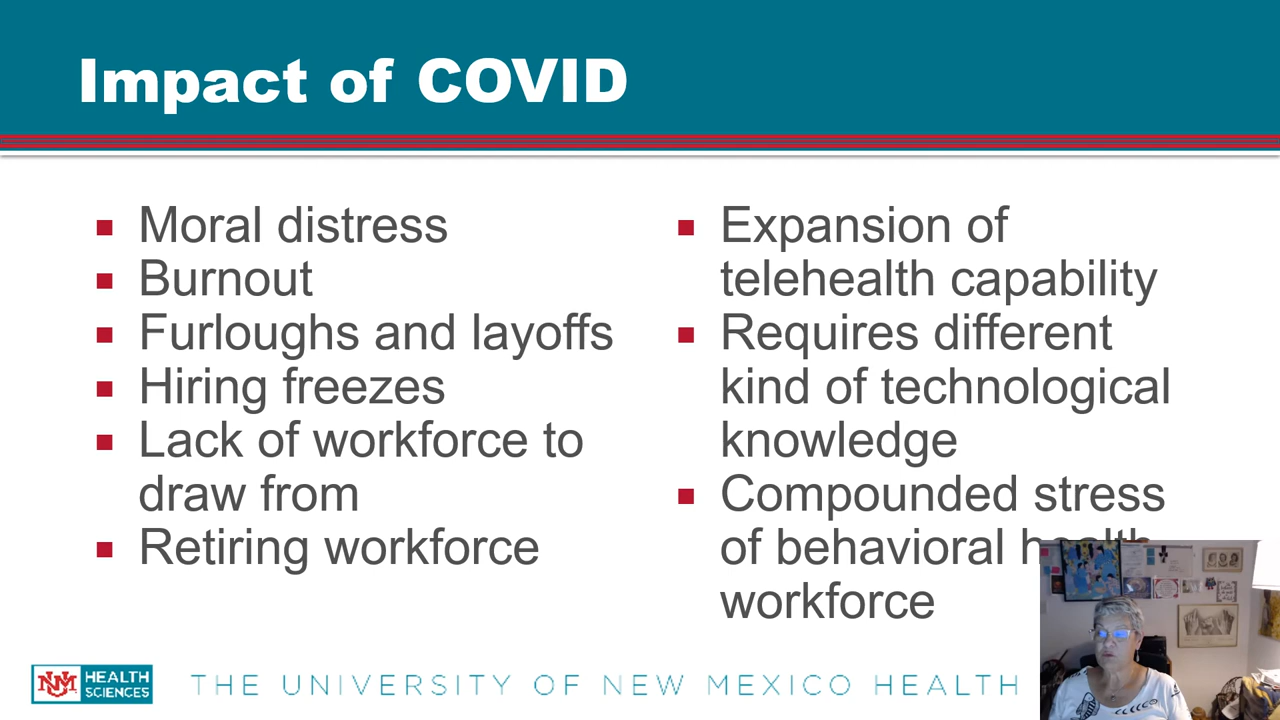 Impact of COVID
Moral distress
Burnout
Furloughs and layoffs
Hiring freezes
Lack of workforce to
draw from
Retiring workforce
Expansion of
telehealth capability
Requires different
kind of technological
knowledge
Compounded stress
of behavioral health
workforce
UNM HEALTH
SCIENCES
THE UNIVERSITY OF NEW MEXICO HEALTH